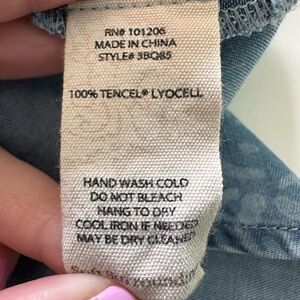 RN# 101206
MADE IN CHINA
STYLE# 3BQ85
100% TENCEL® LYOCELL
HAND WASH COLD
DO NOT BLEACH
HANG TO DRY
COOL IRON IF NEEDED
MAY BE DRY CLEANED